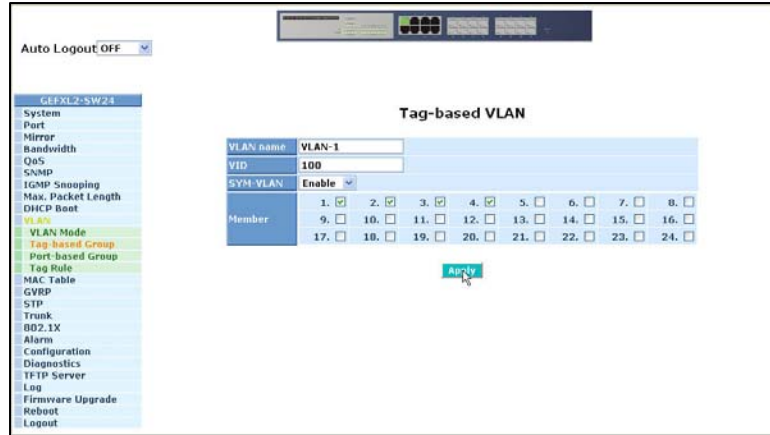 Auto Logout OFF
GEFXL2-SW24
System
Port
Mirror
Bandwidth
QoS
SNMP
IGMP Snooping
Max. Packet Length
DHCP Boot
VLAN
VLAN Mode
Tag-based Group
Port-based Group
Tag Rule
MAC Table
GVRP
STP
Trunk
802.1X
Alarm
Configuration
Diagnostics
TFTP Server
Log
Firmware Upgrade
Reboot
Logout
Tag-based VLAN
VLAN name VLAN-1
VID 100
SYM-VLAN Enable
Member
1. 2. 3. 4. 5. 6. 7. 8.
9. 10. 11. 12. 13. 14. 15. 16.
17. 18. 19. 20. 21. 22. 23. 24.
Apply